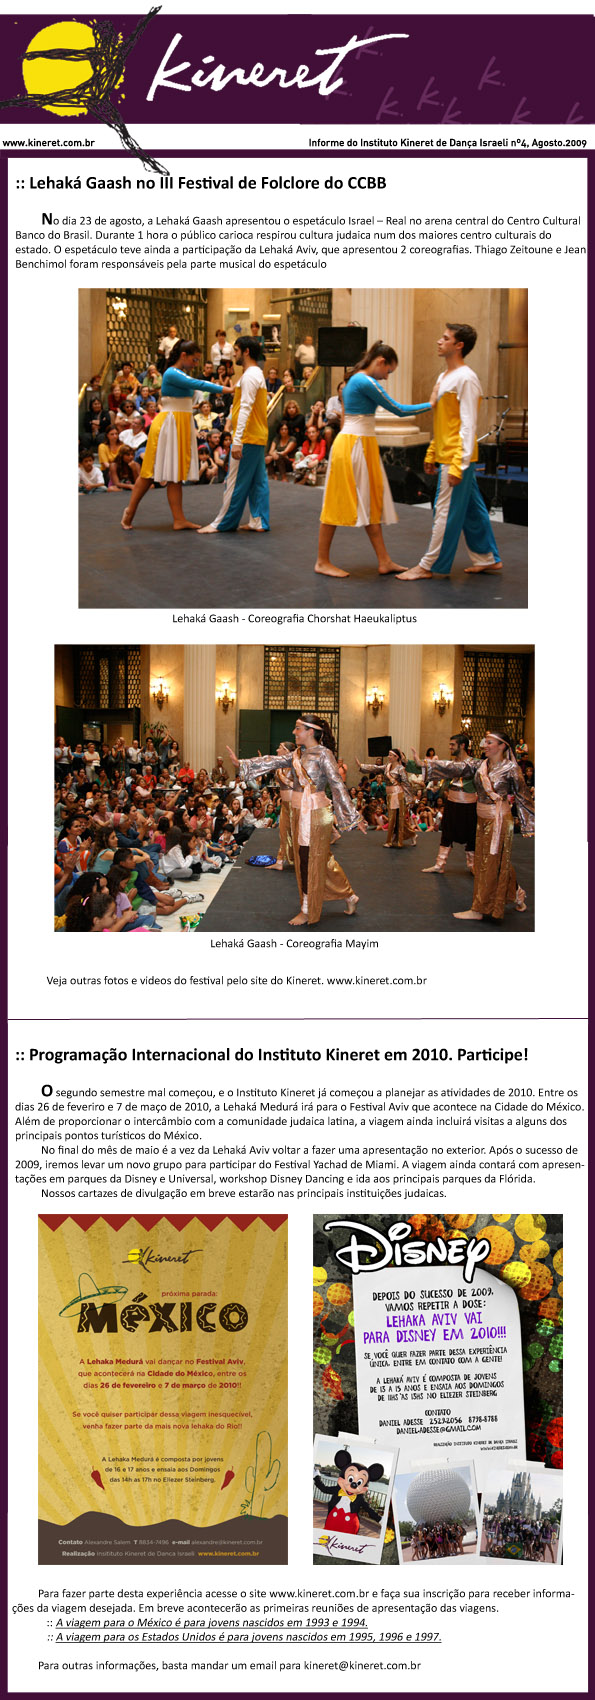 kineret
www.kineret.com.br
Informe do Instituto Kineret de Dança Israeli nº4, Agosto.2009
:: Lehaká Gaash no III Festival de Folclore do CCBB
No dia 23 de agosto, a Lehaká Gaash apresentou o espetáculo Israel – Real no arena central do Centro Cultural
Banco do Brasil. Durante 1 hora o público carioca respirou cultura judaica num dos maiores centro culturais do
estado. O espetáculo teve ainda a participação da Lehaká Aviv, que apresentou 2 coreografias. Thiago Zeitoune e Jean
Benchimol foram responsáveis pela parte musical do espetáculo
Lehaká Gaash - Coreografia Chorshat Haeukaliptus
Lehaká Gaash - Coreografia Mayim
Veja outras fotos e videos do festival pelo site do Kineret. www.kineret.com.br
:: Programação Internacional do Instituto Kineret em 2010. Participe!
O segundo semestre mal começou, e o Instituto Kineret já começou a planejar as atividades de 2010. Entre os
dias 26 de feveriro e 7 de maço de 2010, a Lehaká Medurá irá para o Festival Aviv que acontece na Cidade do México.
Além de proporcionar o intercâmbio com a comunidade judaica latina, a viagem ainda incluirá visitas a alguns dos
principais pontos turísticos do México.
No final do mês de maio é a vez da Lehaká Aviv voltar a fazer uma apresentação no exterior. Após o sucesso de
2009, iremos levar um novo grupo para participar do Festival Yachad de Miami. A viagem ainda contará com apresen-
tações em parques da Disney e Universal, workshop Disney Dancing e ida aos principais parques da Flórida.
Nossos cartazes de divulgação em breve estarão nas principais instituições judaicas.
kineret
próxima parada:
MÉXICO
A Lehaka Medurá vai dançar no Festival Aviv,
que acontecerá na Cidade do México, entre os
dias 26 de fevereiro e 7 de março de 2010!!
Se você quiser participar dessa viagem inesquecível,
venha fazer parte da mais nova lehaka do Rio!!
A Lehaka Medurá é composta por jovens
de 16 e 17 anos e ensaia aos Domingos
das 14h as 17h no Eliezer Steinberg.
Contato Alexandre Salem T 8834-7496 e-mail alexandre@kineret.com.br
Realização Insitituto Kineret de Danca Israeli www.kineret.com.br
DISNEY
DEPOIS DO SUCESSO DE 2009,
VAMOS REPETIR A DOSE:
LEHAKA AVIV VAI
PARA DISNEY EM 2010!!!
SE VOCÊ QUER FAZER PARTE DESSA EXPERIÊNCIA
ÚNICA, ENTRE EM CONTATO COM A GENTE!
A LEHAKA AVIV É COMPOSTA DE JOVENS
DE 13 A 15 ANOS E ENSAIA AOS DOMINGOS
DE 11HS ÀS 15HS NO ELIEZER STEINBERG
CONTATO
DANIEL ADESSE 25292056 8798-8788
DANIEL-ADESSE@GMAIL.COM
REALIZAÇÃO INSTITUTO KINERET DE DANÇA ISRAELI
WWW.KINERET.COM.BR
kineret
Para fazer parte desta experiência acesse o site www.kineret.com.br e faça sua inscrição para receber informa-
ções da viagem desejada. Em breve acontecerão as primeiras reuniões de apresentação das viagens.
:: A viagem para o México é para jovens nascidos em 1993 e 1994.
:: A viagem para os Estados Unidos é para jovens nascidos em 1995, 1996 e 1997.
Para outras informações, basta mandar um email para kineret@kineret.com.br